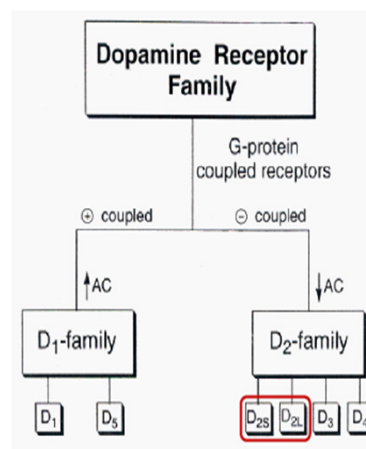 Dopamine Receptor
Family
G-protein
coupled receptors
⊕ coupled
⊖ coupled
↑AC
↓AC
D₁-family
D₂-family
D₁
D₅
D₂S
D₂L
D₃
D₄